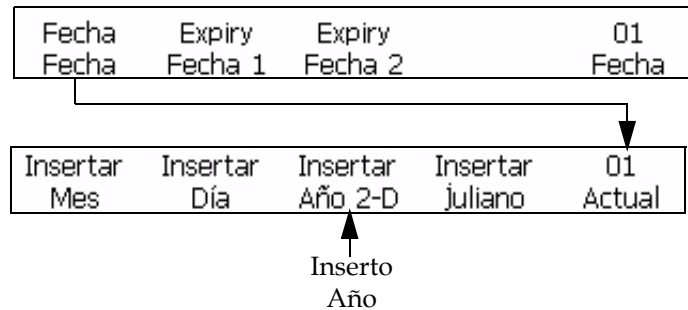 Fecha Expiry Expiry 01
Fecha Fecha 1 Fecha 2 Fecha
Insertar Insertar Insertar Insertar 01
Mes Día Año 2-D juliano Actual
Inserto
Año